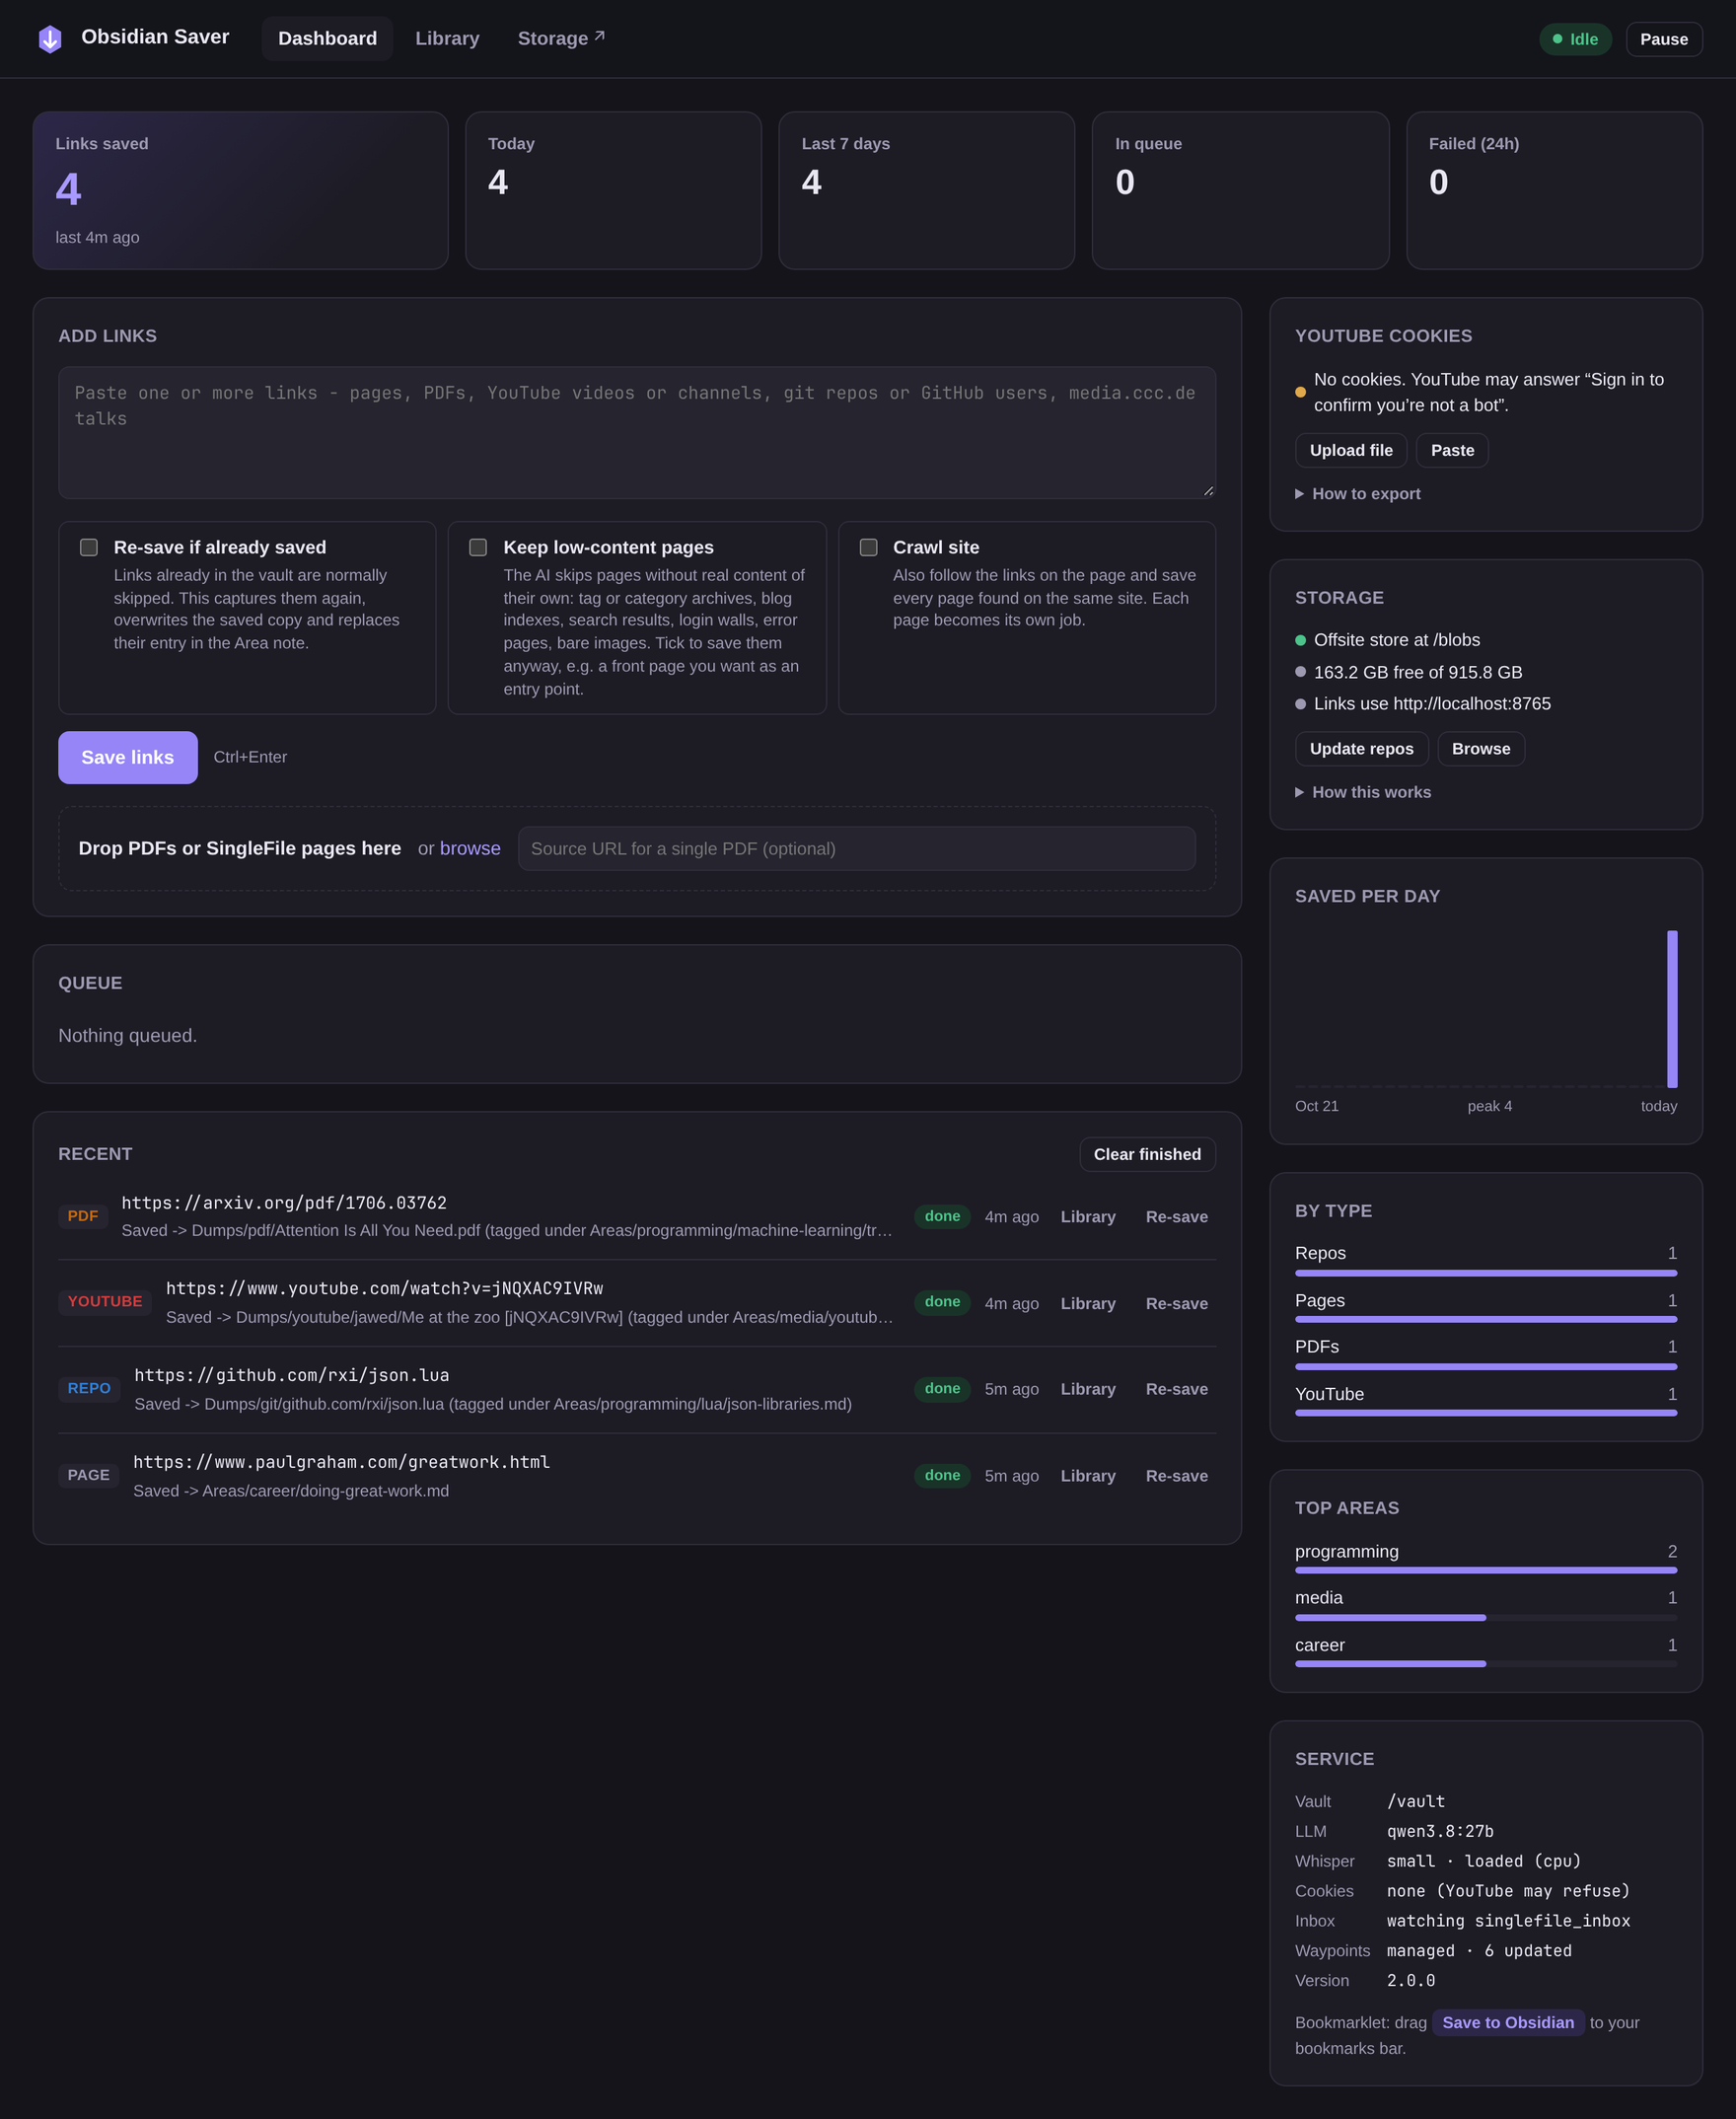 Obsidian Saver
Dashboard
Library
Storage ↗
Idle
Pause
Links saved
4
last 4m ago
Today
4
Last 7 days
4
In queue
0
Failed (24h)
0
ADD LINKS
Paste one or more links - pages, PDFs, YouTube videos or channels, git repos or GitHub users, media.ccc.de
talks
Re-save if already saved
Links already in the vault are normally
skipped. This captures them again,
overwrites the saved copy and replaces
their entry in the Area note.
Keep low-content pages
The AI skips pages without real content of
their own: tag or category archives, blog
indexes, search results, login walls, error
pages, bare images. Tick to save them
anyway, e.g. a front page you want as an
entry point.
Crawl site
Also follow the links on the page and save
every page found on the same site. Each
page becomes its own job.
Save links
Ctrl+Enter
Drop PDFs or SingleFile pages here or browse
Source URL for a single PDF (optional)
QUEUE
Nothing queued.
RECENT
Clear finished
PDF
https://arxiv.org/pdf/1706.03762
Saved -> Dumps/pdf/Attention Is All You Need.pdf (tagged under Areas/programming/machine-learning/tr…
done 4m ago Library Re-save
YOUTUBE
https://www.youtube.com/watch?v=jNQXAC9IVRw
Saved -> Dumps/youtube/jawed/Me at the zoo [jNQXAC9IVRw] (tagged under Areas/media/youtub…
done 4m ago Library Re-save
REPO
https://github.com/rxi/json.lua
Saved -> Dumps/git/github.com/rxi/json.lua (tagged under Areas/programming/lua/json-libraries.md)
done 5m ago Library Re-save
PAGE
https://www.paulgraham.com/greatwork.html
Saved -> Areas/career/doing-great-work.md
done 5m ago Library Re-save
YOUTUBE COOKIES
No cookies. YouTube may answer “Sign in to
confirm you’re not a bot”.
Upload file
Paste
How to export
STORAGE
Offsite store at /blobs
163.2 GB free of 915.8 GB
Links use http://localhost:8765
Update repos
Browse
How this works
SAVED PER DAY
Oct 21 peak 4 today
BY TYPE
Repos 1
Pages 1
PDFs 1
YouTube 1
TOP AREAS
programming 2
media 1
career 1
SERVICE
Vault /vault
LLM qwen3.8:27b
Whisper small · loaded (cpu)
Cookies none (YouTube may refuse)
Inbox watching singlefile_inbox
Waypoints managed · 6 updated
Version 2.0.0
Bookmarklet: drag Save to Obsidian to your
bookmarks bar.